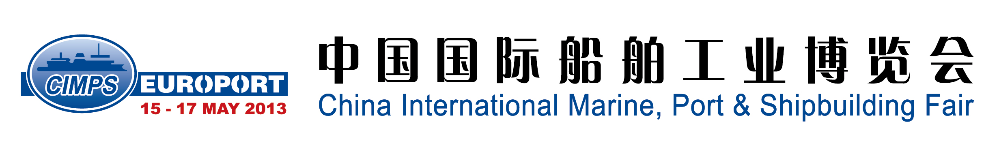 CIMPS
EUROPORT
15 - 17 MAY 2013
中国国际船舶工业博览会
China International Marine, Port & Shipbuilding Fair